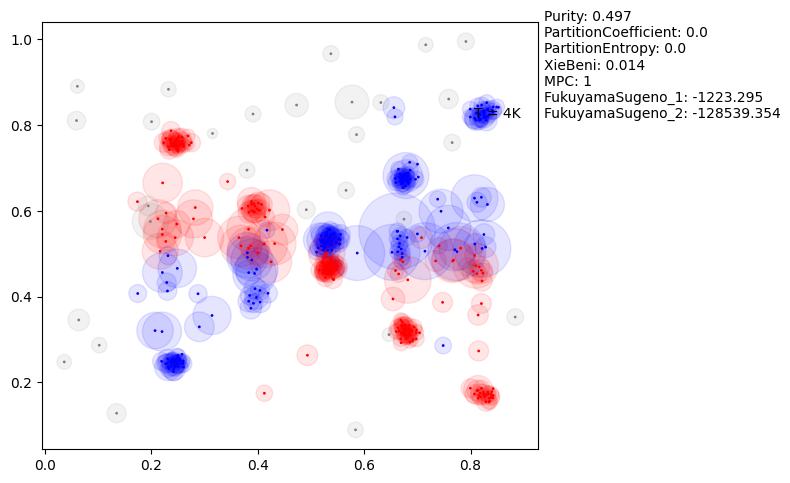 Purity: 0.497
PartitionCoefficient: 0.0
PartitionEntropy: 0.0
XieBeni: 0.014
MPC: 1
FukuyamaSugeno_1: -1223.295
FukuyamaSugeno_2: -128539.354
T = 4K
1.0
0.8
0.6
0.4
0.2
0.0 0.2 0.4 0.6 0.8